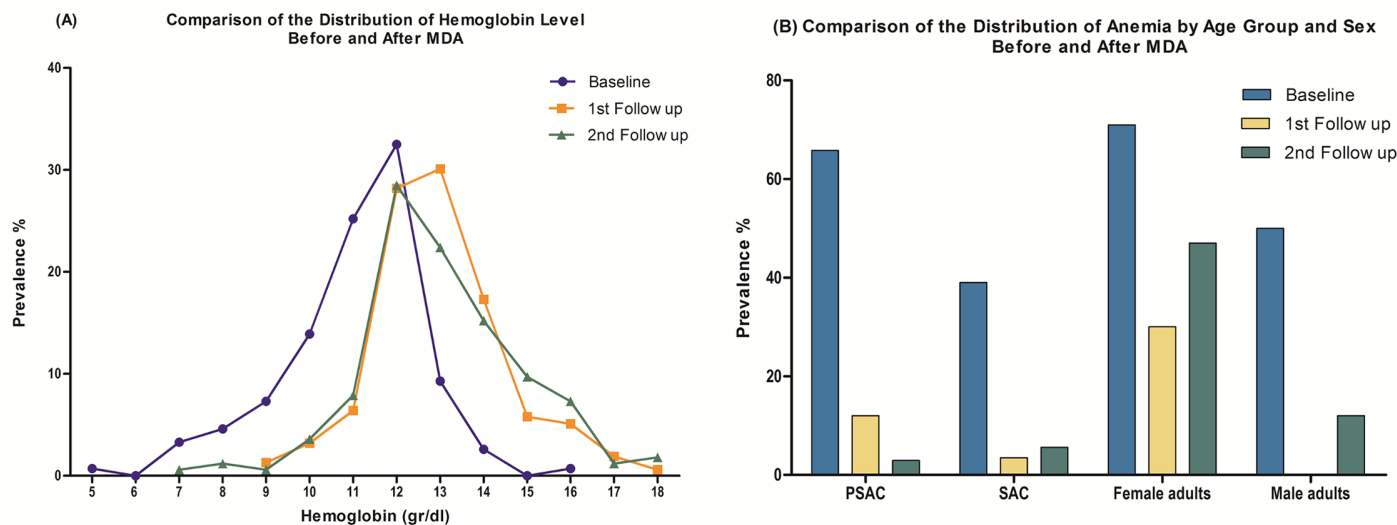 (A)
Comparison of the Distribution of Hemoglobin Level
Before and After MDA
Prevalence %
40
30
20
10
0
Baseline
1st Follow up
2nd Follow up
5 6 7 8 9 10 11 12 13 14 15 16 17 18
Hemoglobin (gr/dl)
(B) Comparison of the Distribution of Anemia by Age Group and Sex
Before and After MDA
Prevalence %
80
60
40
20
0
Baseline
1st Follow up
2nd Follow up
PSAC SAC Female adults Male adults